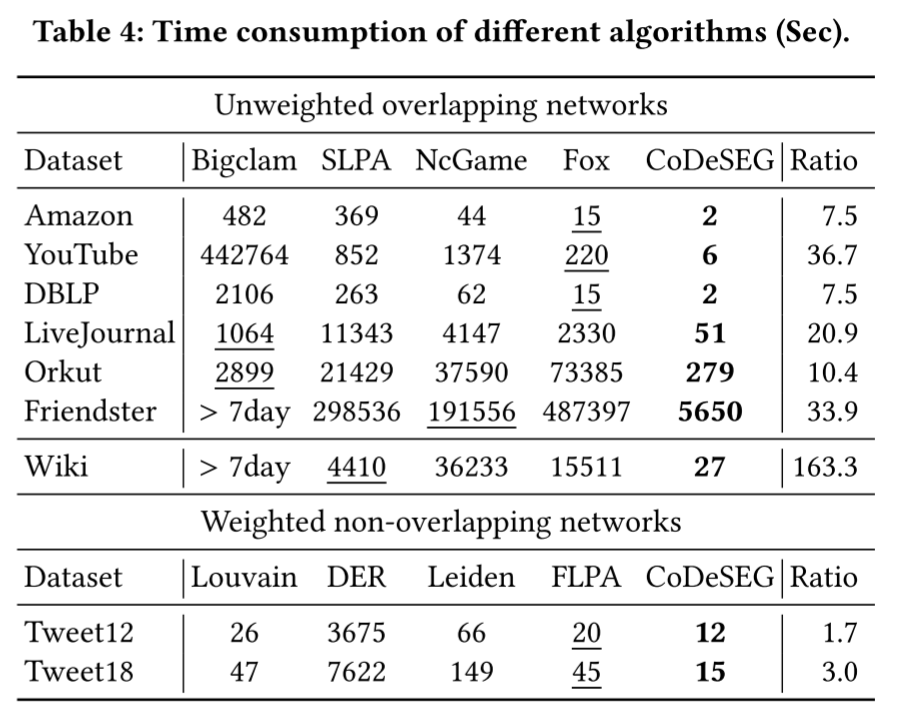 Table 4: Time consumption of different algorithms (Sec).
Unweighted overlapping networks
Dataset Bigclam SLPA NcGame Fox CoDeSEG Ratio
Amazon 482 369 44 15 2 7.5
YouTube 442764 852 1374 220 6 36.7
DBLP 2106 263 62 15 2 7.5
LiveJournal 1064 11343 4147 2330 51 20.9
Orkut 2899 21429 37590 73385 279 10.4
Friendster > 7day 298536 191556 487397 5650 33.9
Wiki > 7day 4410 36233 15511 27 163.3
Weighted non-overlapping networks
Dataset Louvain DER Leiden FLPA CoDeSEG Ratio
Tweet12 26 3675 66 20 12 1.7
Tweet18 47 7622 149 45 15 3.0